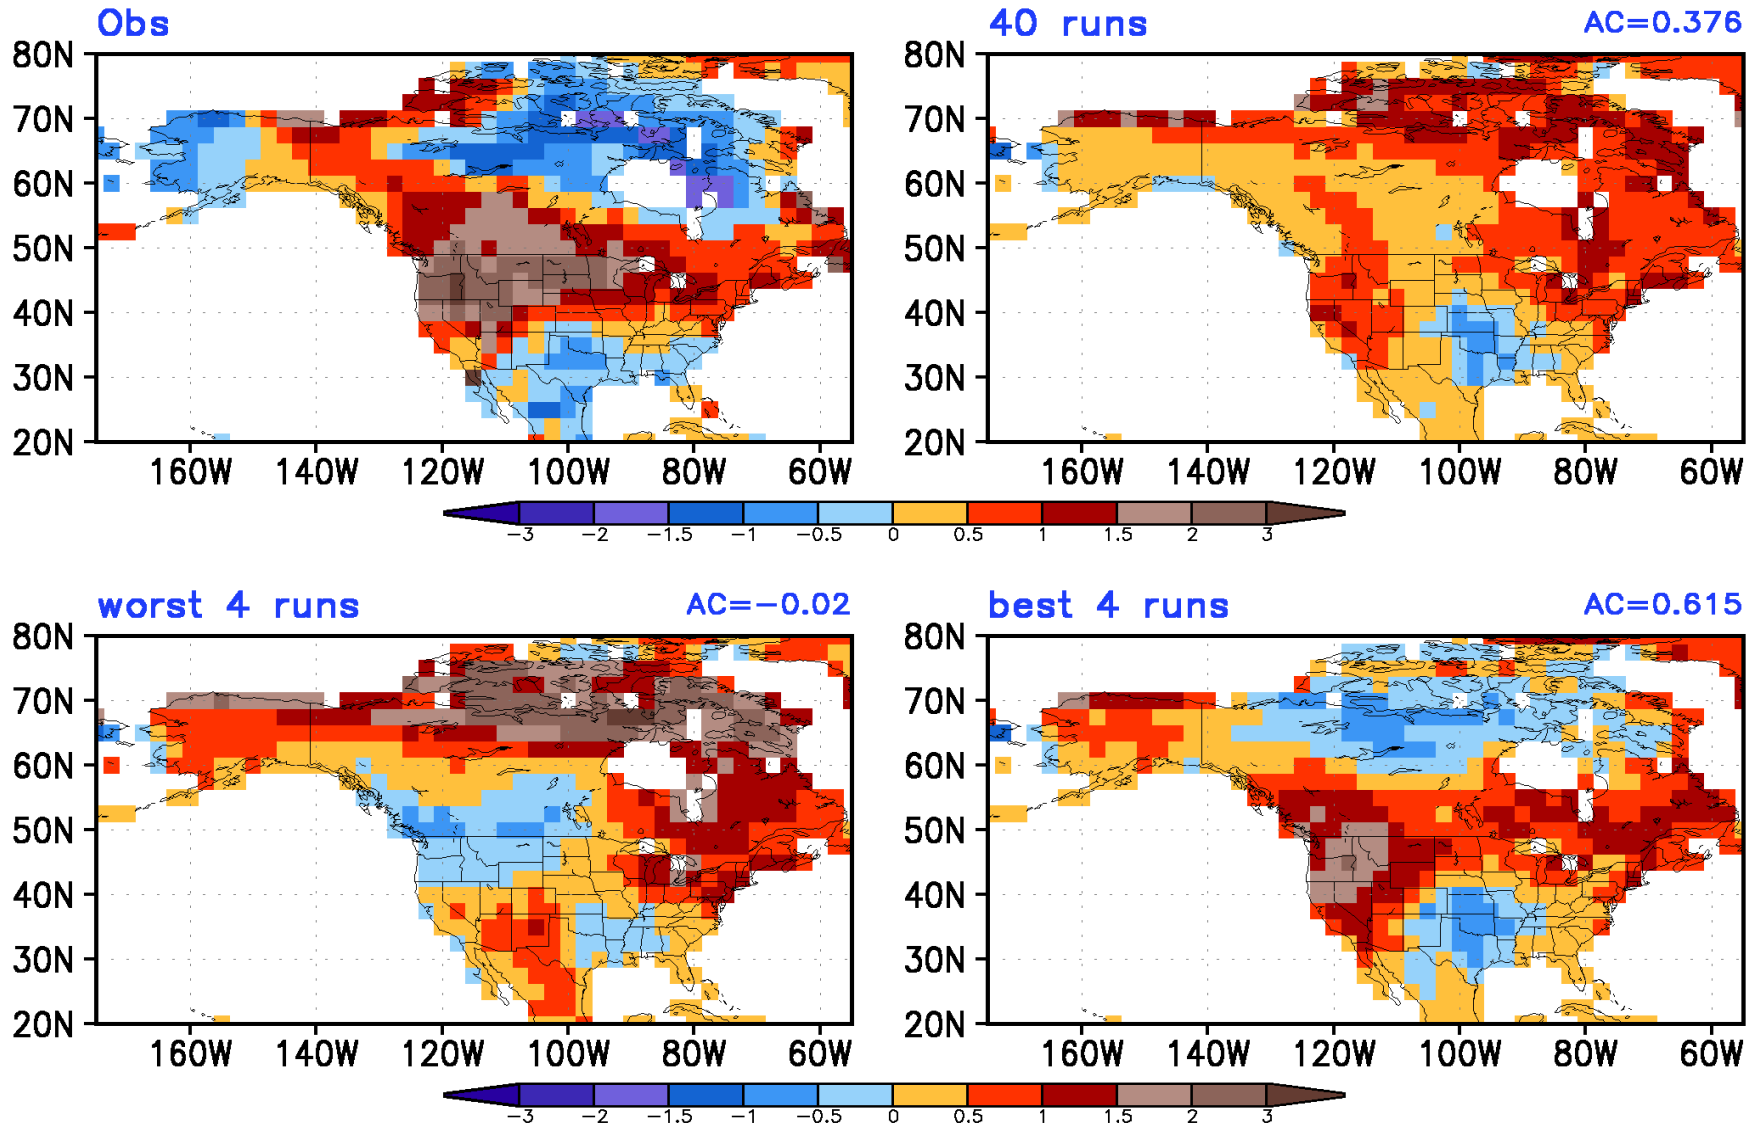 Obs
40 runs AC=0.376
80N 80N
70N 70N
60N 60N
50N 50N
40N 40N
30N 30N
20N 20N
160W 140W 120W 100W 80W 60W 160W 140W 120W 100W 80W 60W
−3 −2 −1.5 −1 −0.5 0 0.5 1 1.5 2 3
worst 4 runs AC=−0.02
best 4 runs AC=0.615
80N 80N
70N 70N
60N 60N
50N 50N
40N 40N
30N 30N
20N 20N
160W 140W 120W 100W 80W 60W 160W 140W 120W 100W 80W 60W
−3 −2 −1.5 −1 −0.5 0 0.5 1 1.5 2 3